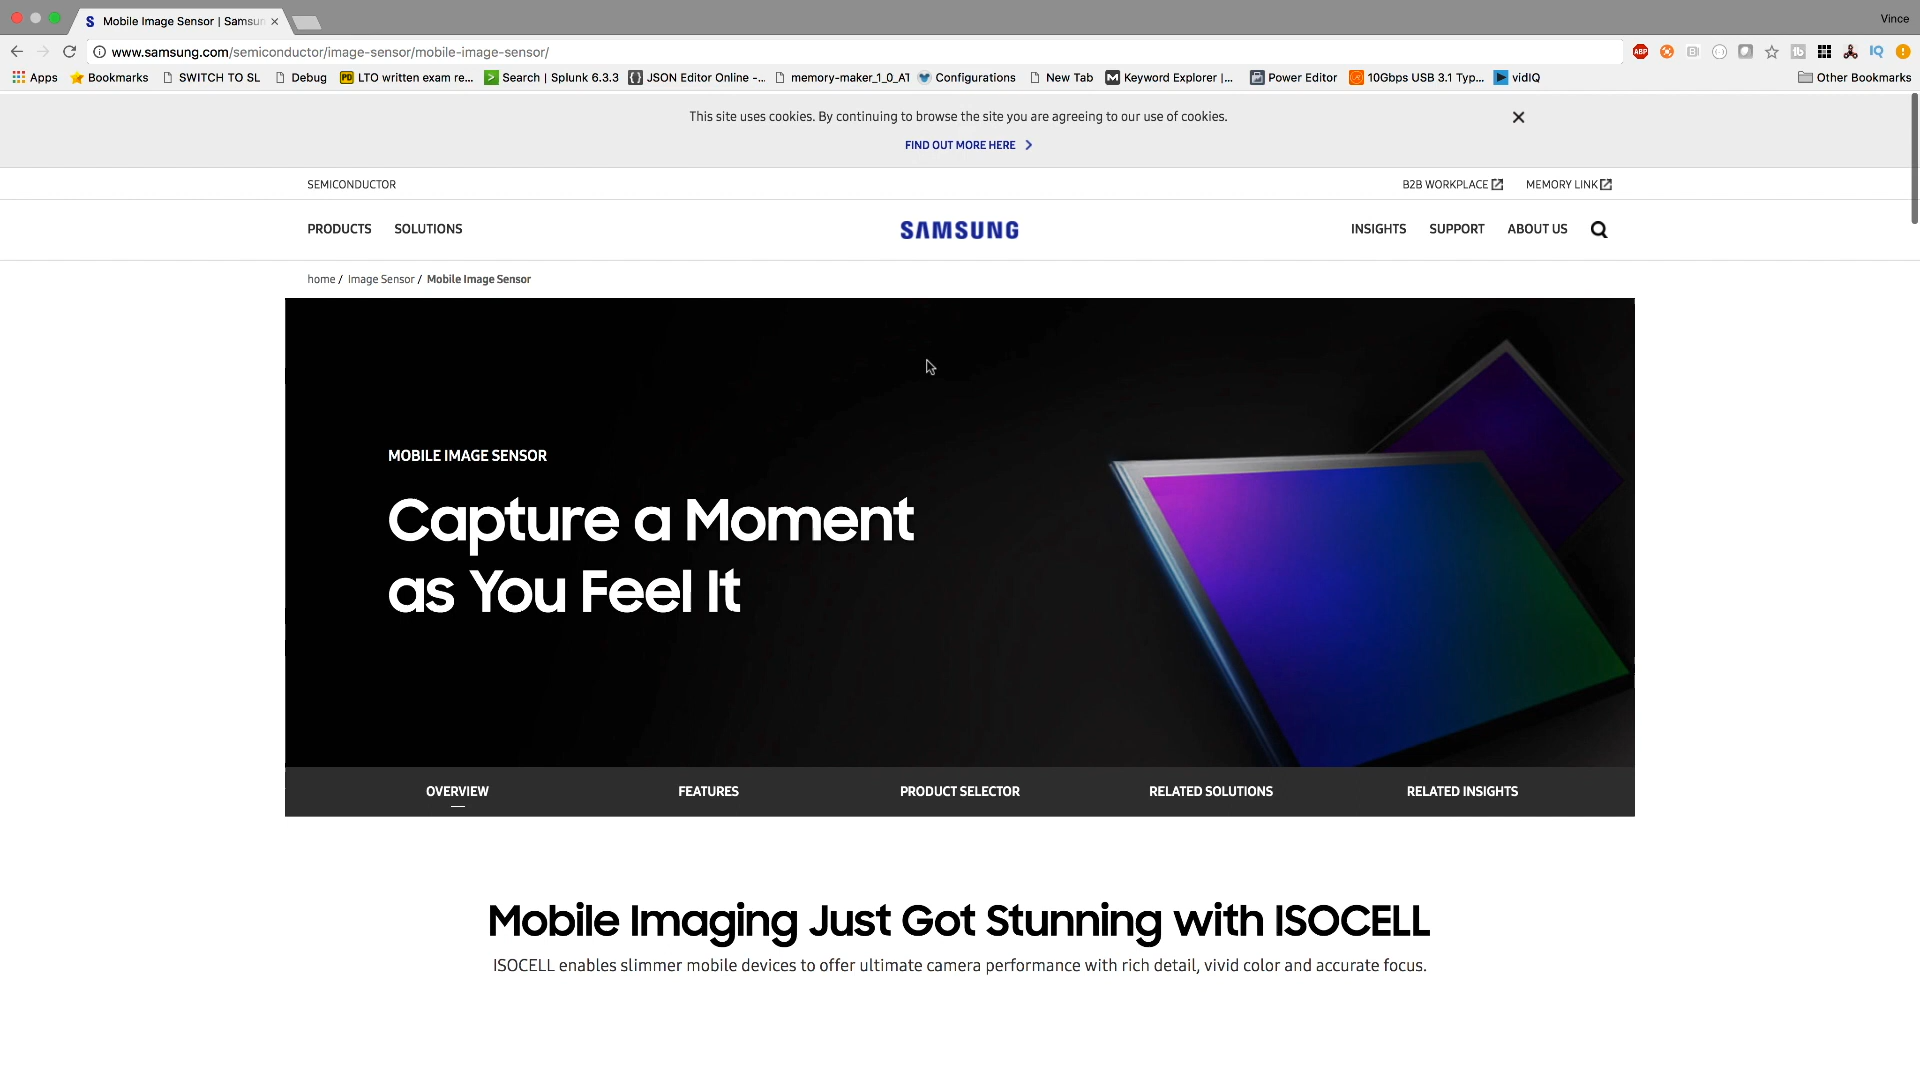 Mobile Image Sensor | Samsun
Vince
www.samsung.com/semiconductor/image-sensor/mobile-image-sensor/
Apps Bookmarks SWITCH TO SL Debug LTO written exam re... Search | Splunk 6.3.3 JSON Editor Online -... memory-maker_1_0_A1 Configurations New Tab Keyword Explorer |... Power Editor 10Gbps USB 3.1 Typ... vidIQ Other Bookmarks
This site uses cookies. By continuing to browse the site you are agreeing to our use of cookies.
FIND OUT MORE HERE
SEMICONDUCTOR B2B WORKPLACE MEMORY LINK
PRODUCTS SOLUTIONS SAMSUNG INSIGHTS SUPPORT ABOUT US
home / Image Sensor / Mobile Image Sensor
MOBILE IMAGE SENSOR
Capture a Moment
as You Feel It
OVERVIEW FEATURES PRODUCT SELECTOR RELATED SOLUTIONS RELATED INSIGHTS
Mobile Imaging Just Got Stunning with ISOCELL
ISOCELL enables slimmer mobile devices to offer ultimate camera performance with rich detail, vivid color and accurate focus.